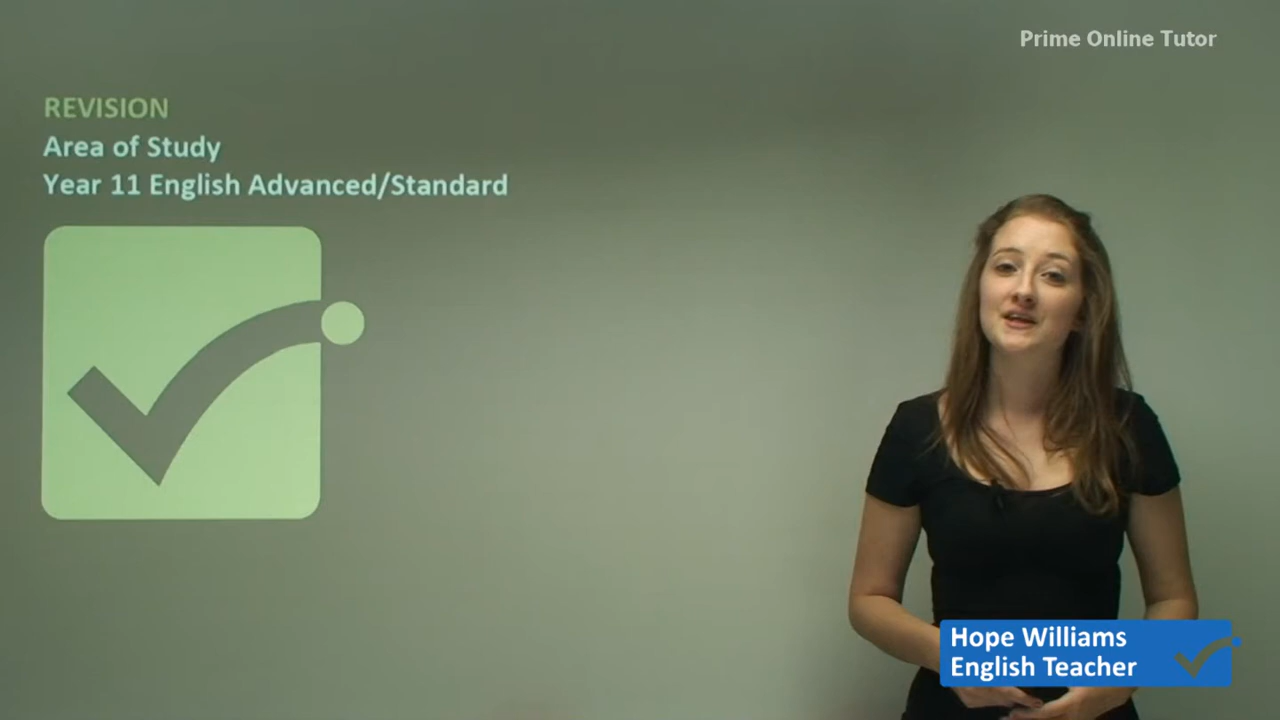 Prime Online Tutor
REVISION
Area of Study
Year 11 English Advanced/Standard
Hope Williams
English Teacher